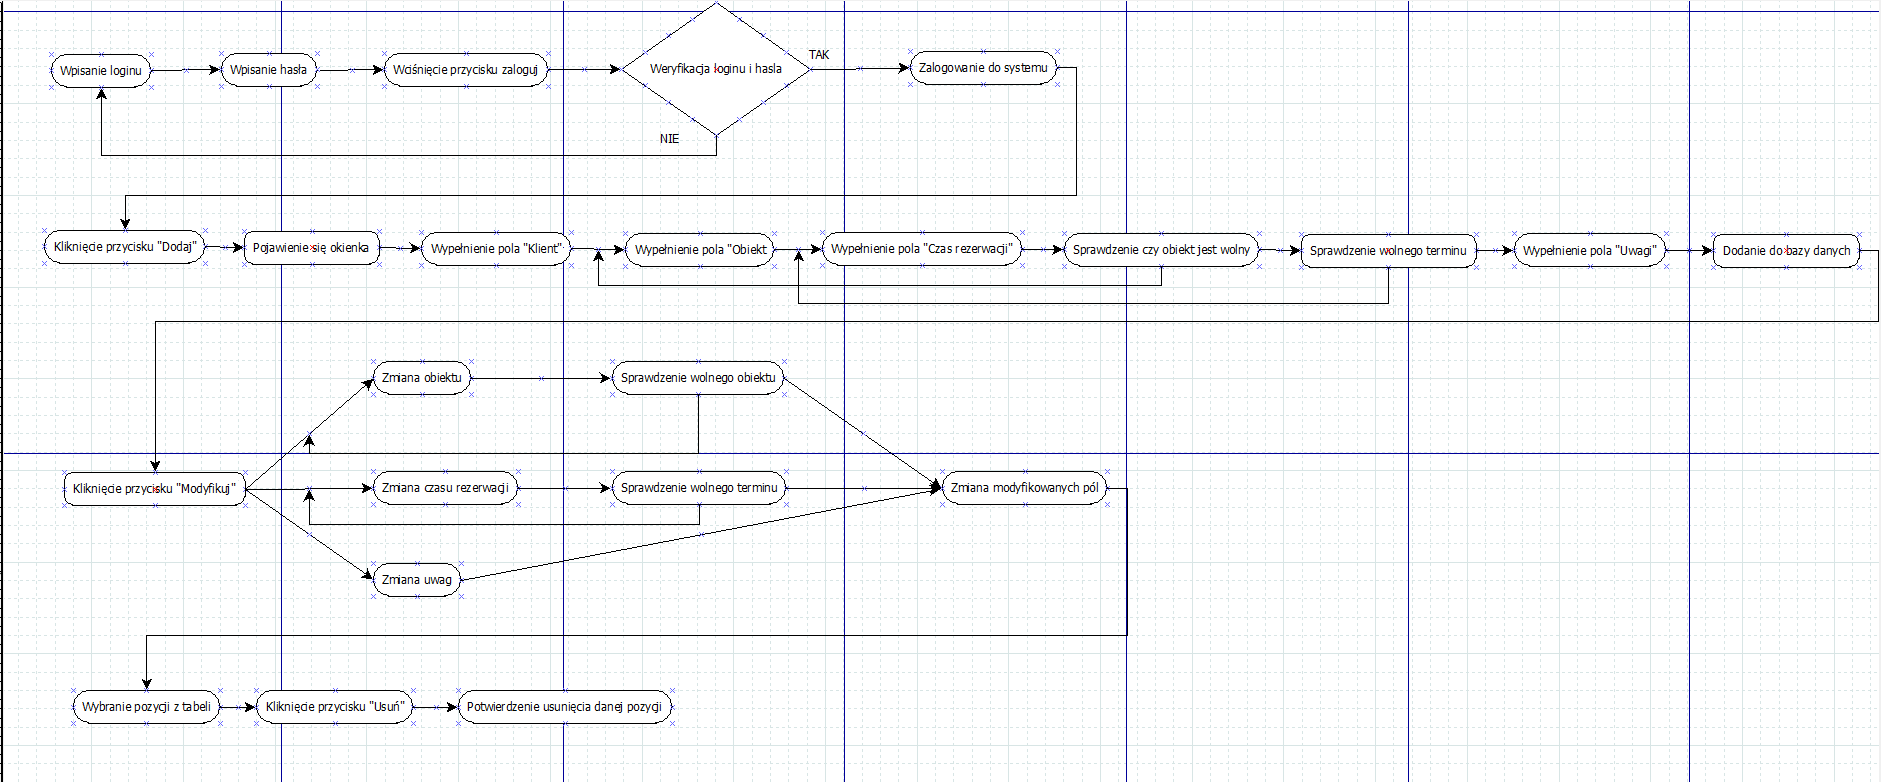 Wpisanie loginu
Wpisanie hasła
Wciśnięcie przycisku zaloguj
Weryfikacja loginu i hasla
TAK
NIE
Zalogowanie do systemu
Kliknięcie przycisku "Dodaj"
Pojawienie się okienka
Wypełnienie pola "Klient"
Wypełnienie pola "Obiekt
Wypełnienie pola "Czas rezerwacji"
Sprawdzenie czy obiekt jest wolny
Sprawdzenie wolnego terminu
Wypełnienie pola "Uwagi"
Dodanie do bazy danych
Zmiana obiektu
Sprawdzenie wolnego obiektu
Kliknięcie przycisku "Modyfikuj"
Zmiana czasu rezerwacji
Sprawdzenie wolnego terminu
Zmiana modyfikowanych pól
Zmiana uwag
Wybranie pozycji z tabeli
Kliknięcie przycisku "Usuń"
Potwierdzenie usunięcia danej pozycji